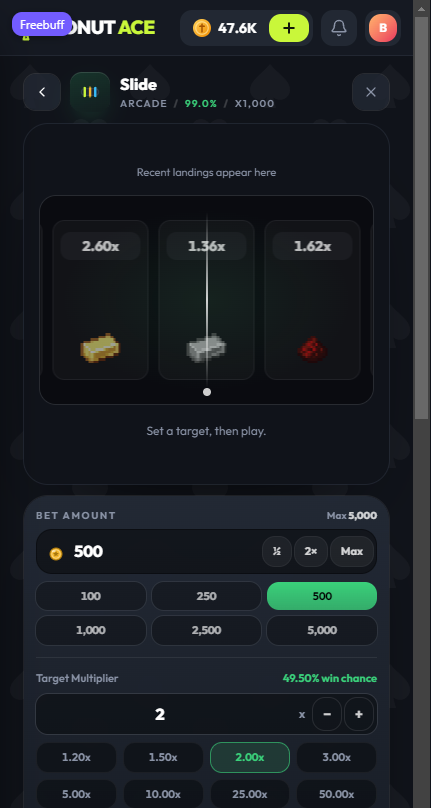 Freebuff
ONUT ACE
47.6K
+
B
Slide
ARCADE / 99.0% / X1,000
Recent landings appear here
2.60x 1.36x 1.62x
Set a target, then play.
BET AMOUNT Max 5,000
500 ½ 2× Max
100 250 500
1,000 2,500 5,000
Target Multiplier 49.50% win chance
2 x − +
1.20x 1.50x 2.00x 3.00x
5.00x 10.00x 25.00x 50.00x